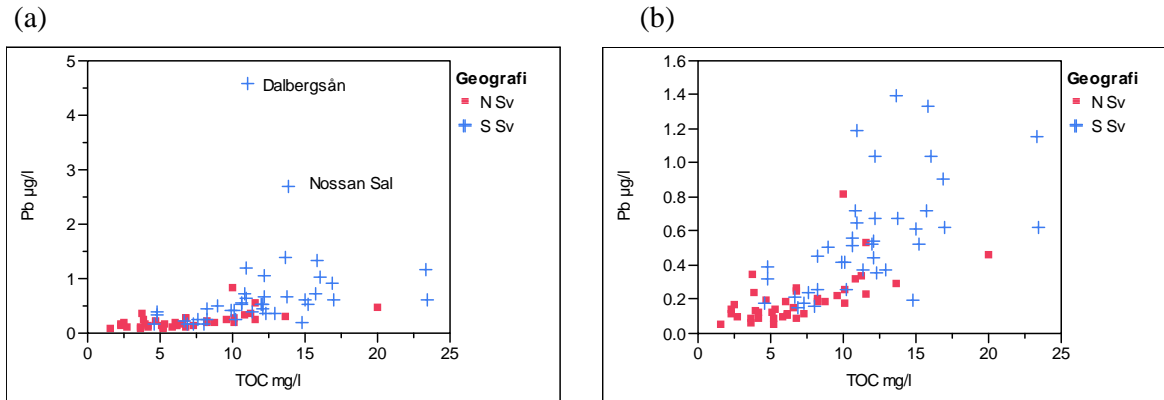 (a)
5
4
3
2
1
0
Pb µg/l
0 5 10 15 20 25
TOC mg/l
Dalbergsån
Nossan Sal
Geografi
N Sv
S Sv
(b)
1.6
1.4
1.2
1.0
0.8
0.6
0.4
0.2
0.0
Pb µg/l
0 5 10 15 20 25
TOC mg/l
Geografi
N Sv
S Sv